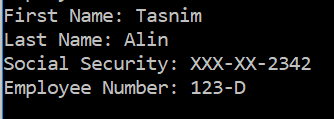 First Name: Tasnim
Last Name: Alin
Social Security: XXX-XX-2342
Employee Number: 123-D